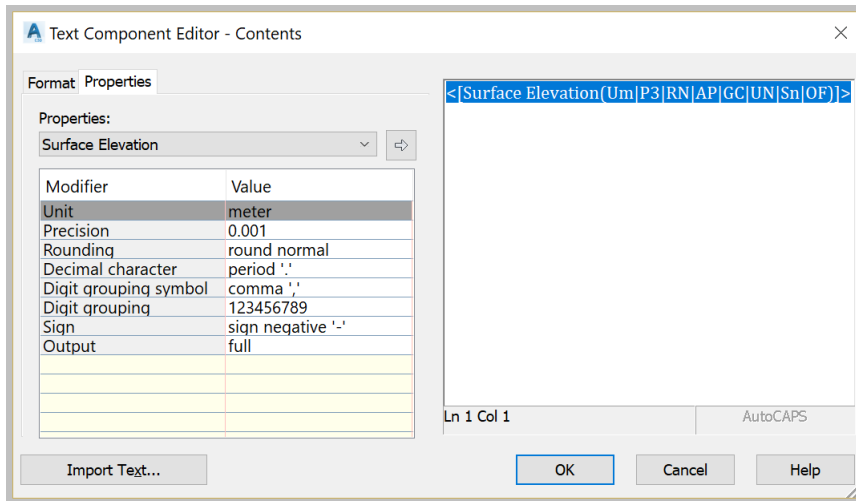 Text Component Editor - Contents
Format Properties
Properties:
Surface Elevation
Modifier Value
Unit meter
Precision 0.001
Rounding round normal
Decimal character period '.'
Digit grouping symbol comma ','
Digit grouping 123456789
Sign sign negative '-'
Output full
<[Surface Elevation(Um|P3|RN|AP|GC|UN|Sn|OF)]>
Ln 1 Col 1 AutoCAPS
Import Text... OK Cancel Help